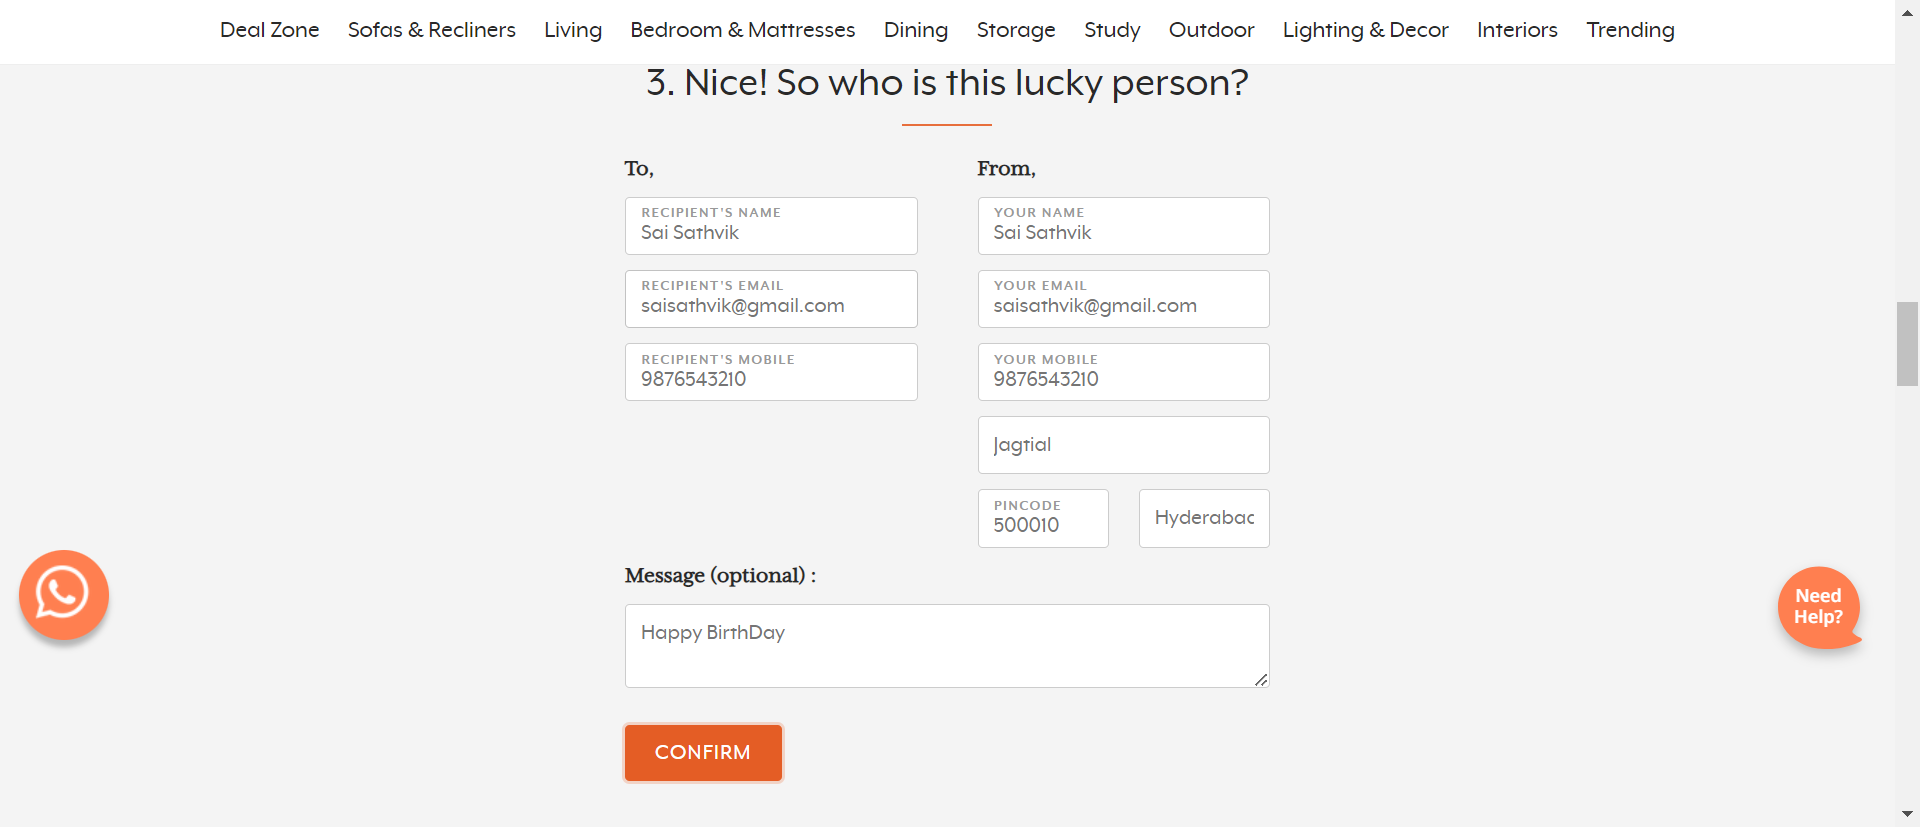 Deal Zone Sofas & Recliners Living Bedroom & Mattresses Dining Storage Study Outdoor Lighting & Decor Interiors Trending
3. Nice! So who is this lucky person?
To,
RECIPIENT'S NAME
Sai Sathvik
RECIPIENT'S EMAIL
saisathvik@gmail.com
RECIPIENT'S MOBILE
9876543210
From,
YOUR NAME
Sai Sathvik
YOUR EMAIL
saisathvik@gmail.com
YOUR MOBILE
9876543210
Jagtial
PINCODE
500010
Hyderabac
Message (optional) :
Happy BirthDay
CONFIRM
Need
Help?